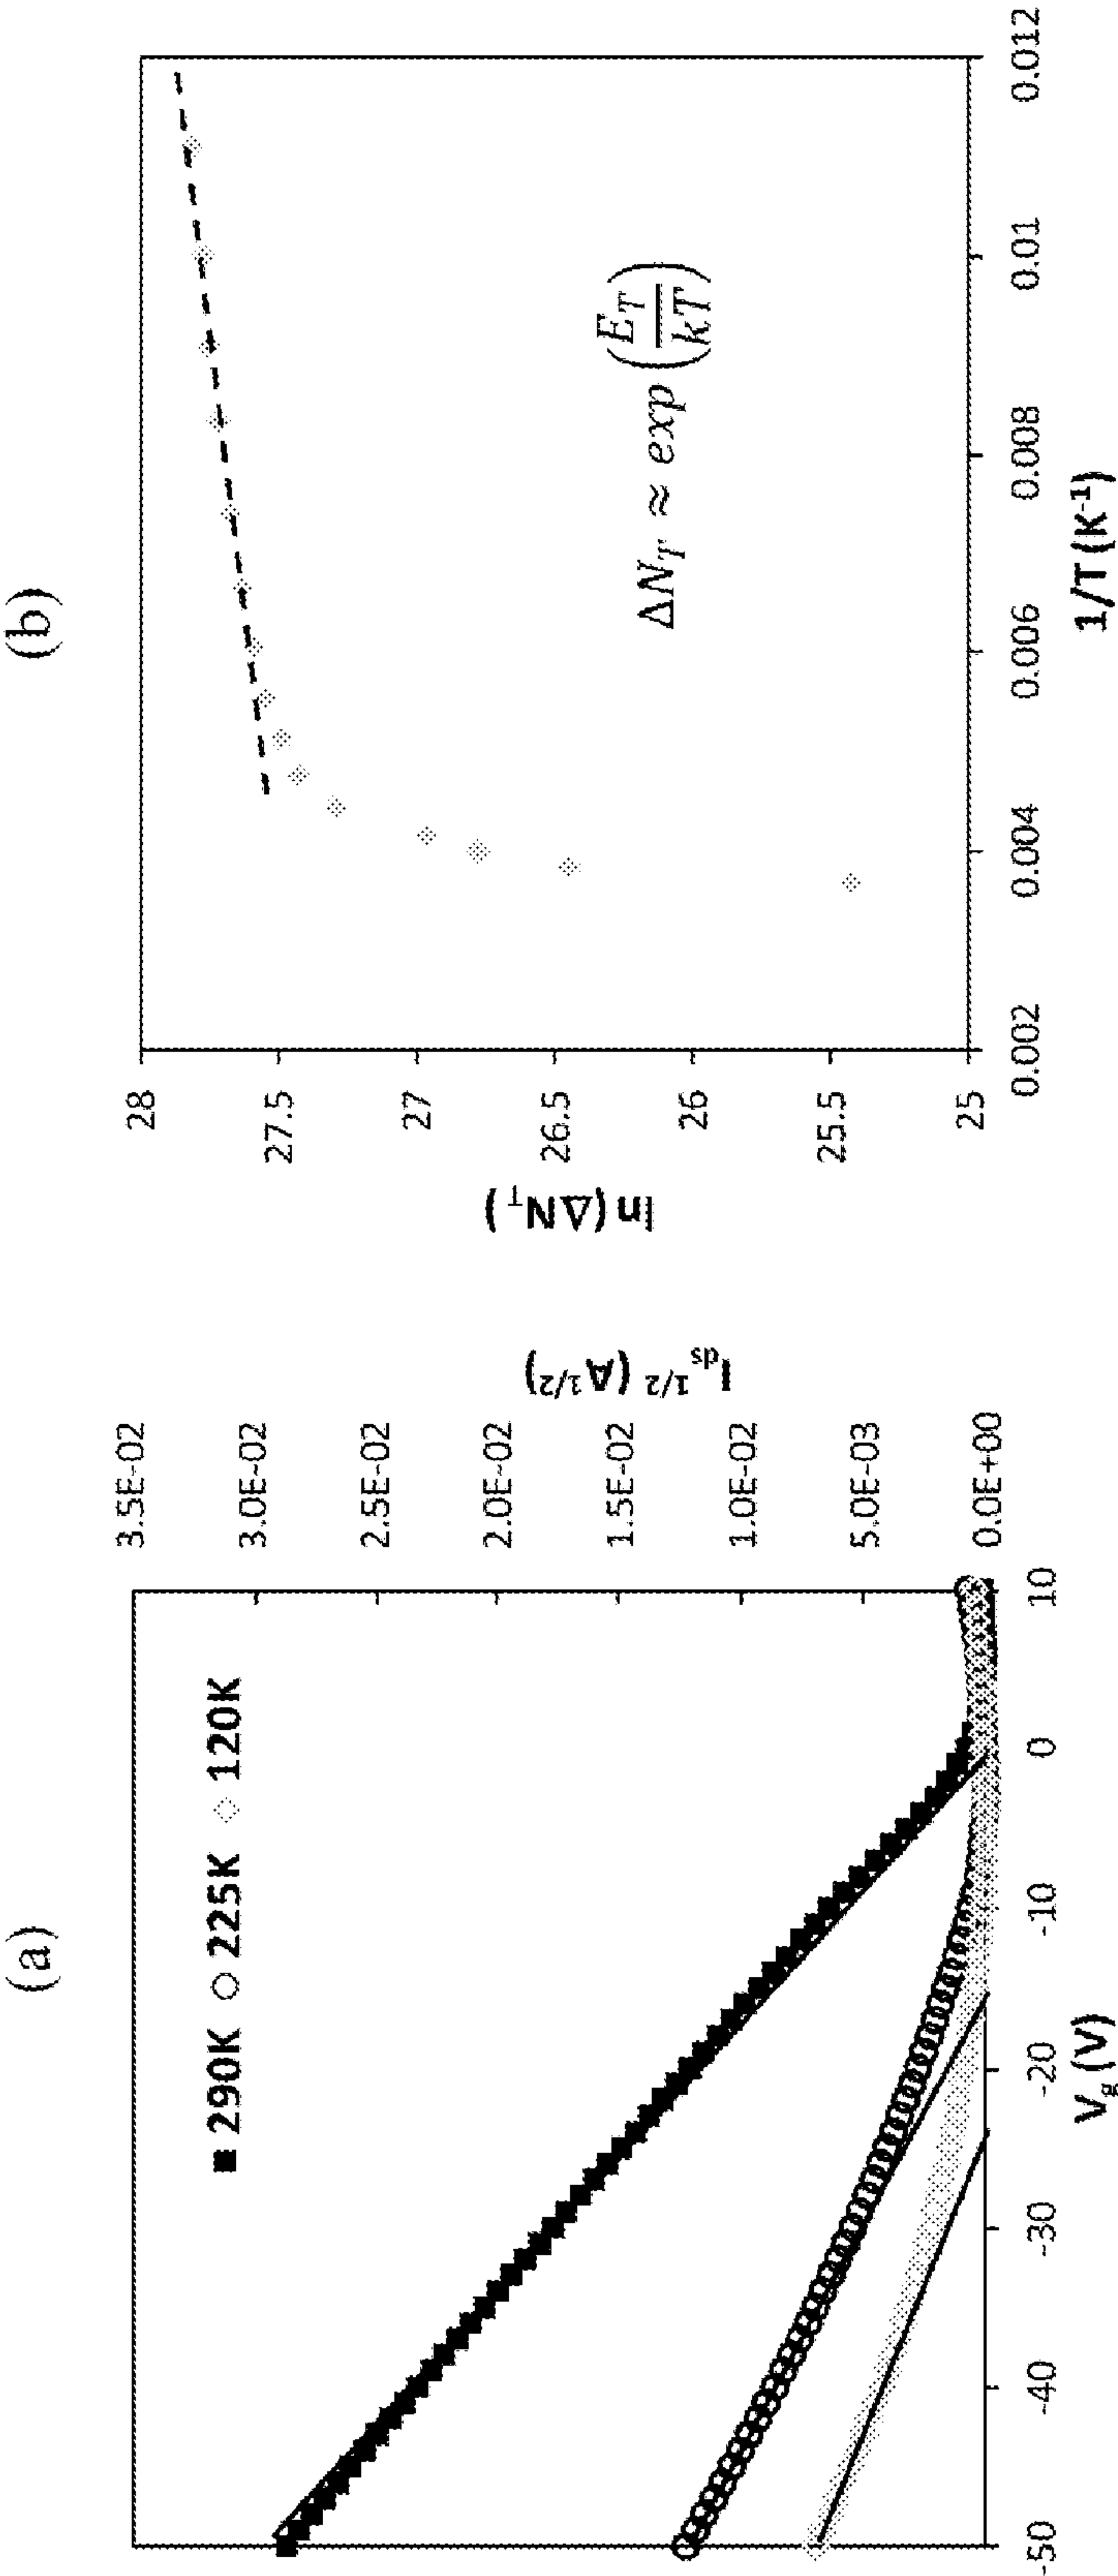 (a)
■ 290K ○ 225K ◇ 120K
3.5E-02
3.0E-02
2.5E-02
2.0E-02
1.5E-02
1.0E-02
5.0E-03
0.0E+00
I_ds^1/2 (A^1/2)
-50 -40 -30 -20 -10 0 10
V_g (V)
(b)
28
27.5
27
26.5
26
25.5
25
ln(ΔN_T)
ΔN_T ≈ exp(E_T/kT)
0.002 0.004 0.006 0.008 0.01 0.012
1/T (K^-1)